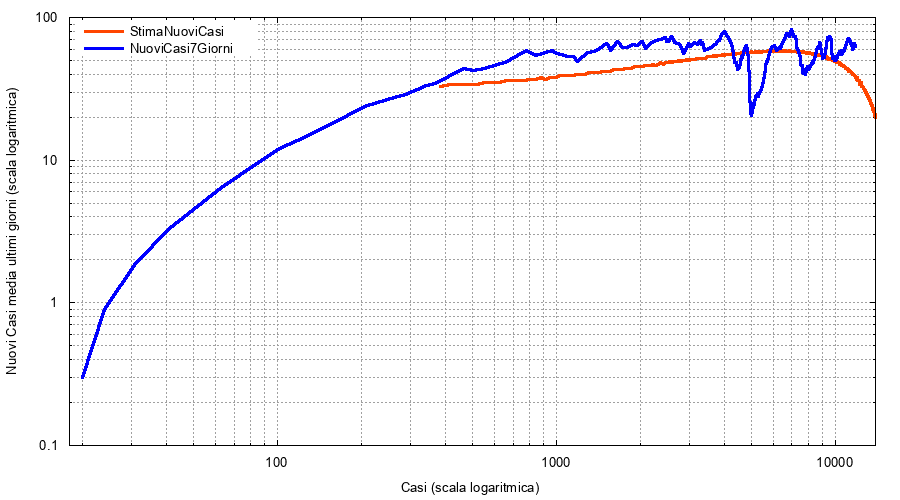 100
StimaNuoviCasi
NuoviCasi7Giorni
10
1
0.1
Nuovi Casi media ultimi giorni (scala logaritmica)
100
1000
10000
Casi (scala logaritmica)